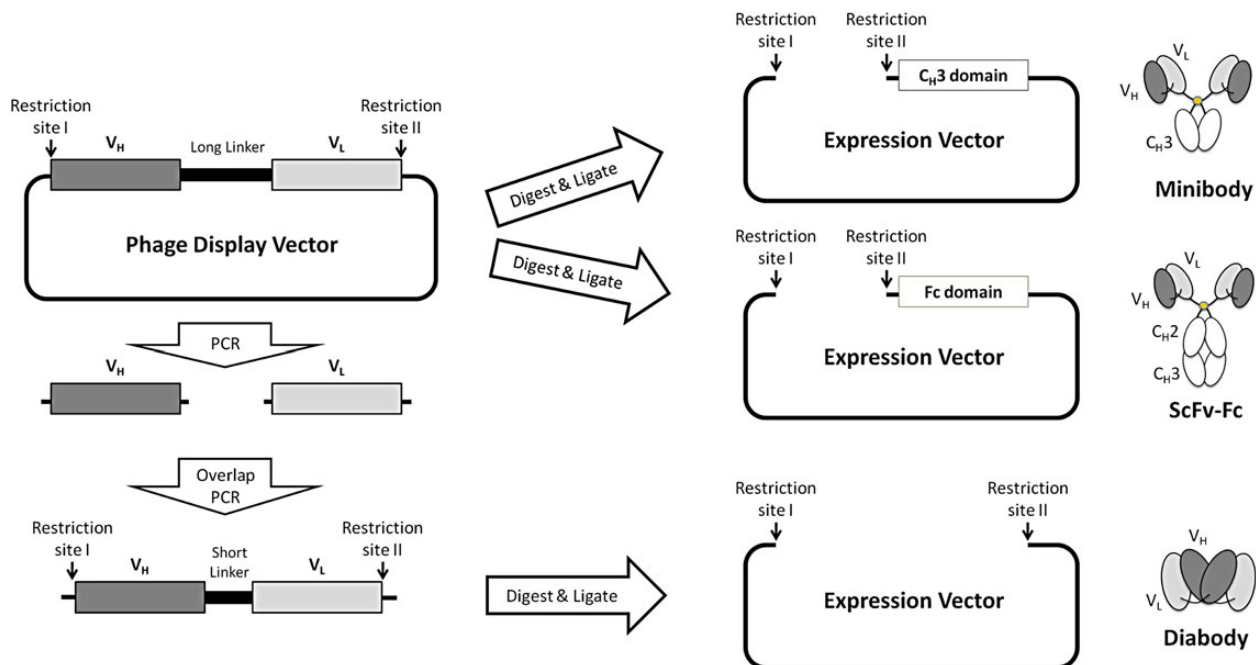 Restriction
site I
V_H
Long Linker
V_L
Restriction
site II
Phage Display Vector
PCR
V_H
V_L
Overlap
PCR
Restriction
site I
V_H
Short
Linker
V_L
Restriction
site II
Digest & Ligate
Digest & Ligate
Digest & Ligate
Restriction
site I
Restriction
site II
C_H3 domain
Expression Vector
V_L
V_H
C_H3
Minibody
Restriction
site I
Restriction
site II
Fc domain
Expression Vector
V_L
V_H
C_H2
C_H3
ScFv-Fc
Restriction
site I
Restriction
site II
Expression Vector
V_H
V_L
Diabody